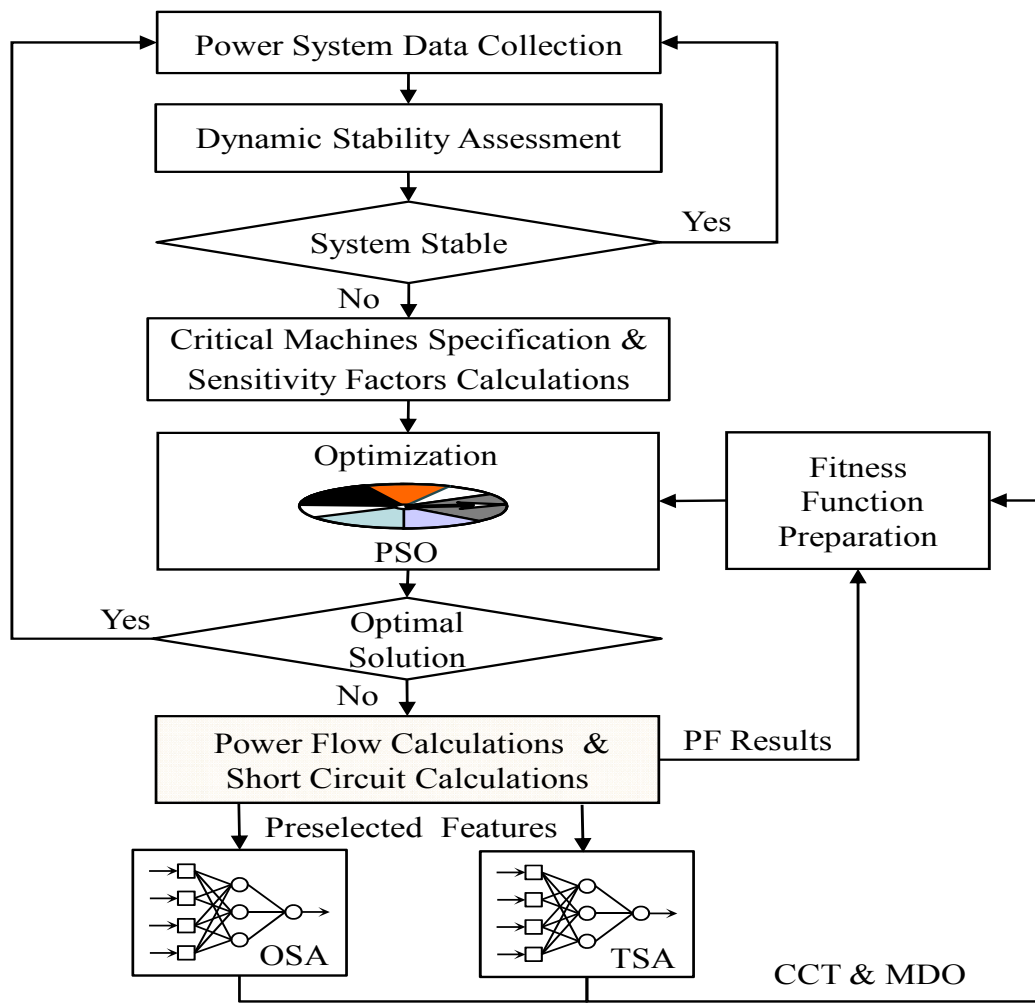 Power System Data Collection
Dynamic Stability Assessment
System Stable
Yes
No
Critical Machines Specification &
Sensitivity Factors Calculations
Optimization
PSO
Fitness
Function
Preparation
Yes
Optimal
Solution
No
Power Flow Calculations &
Short Circuit Calculations
PF Results
Preselected Features
OSA
TSA
CCT & MDO